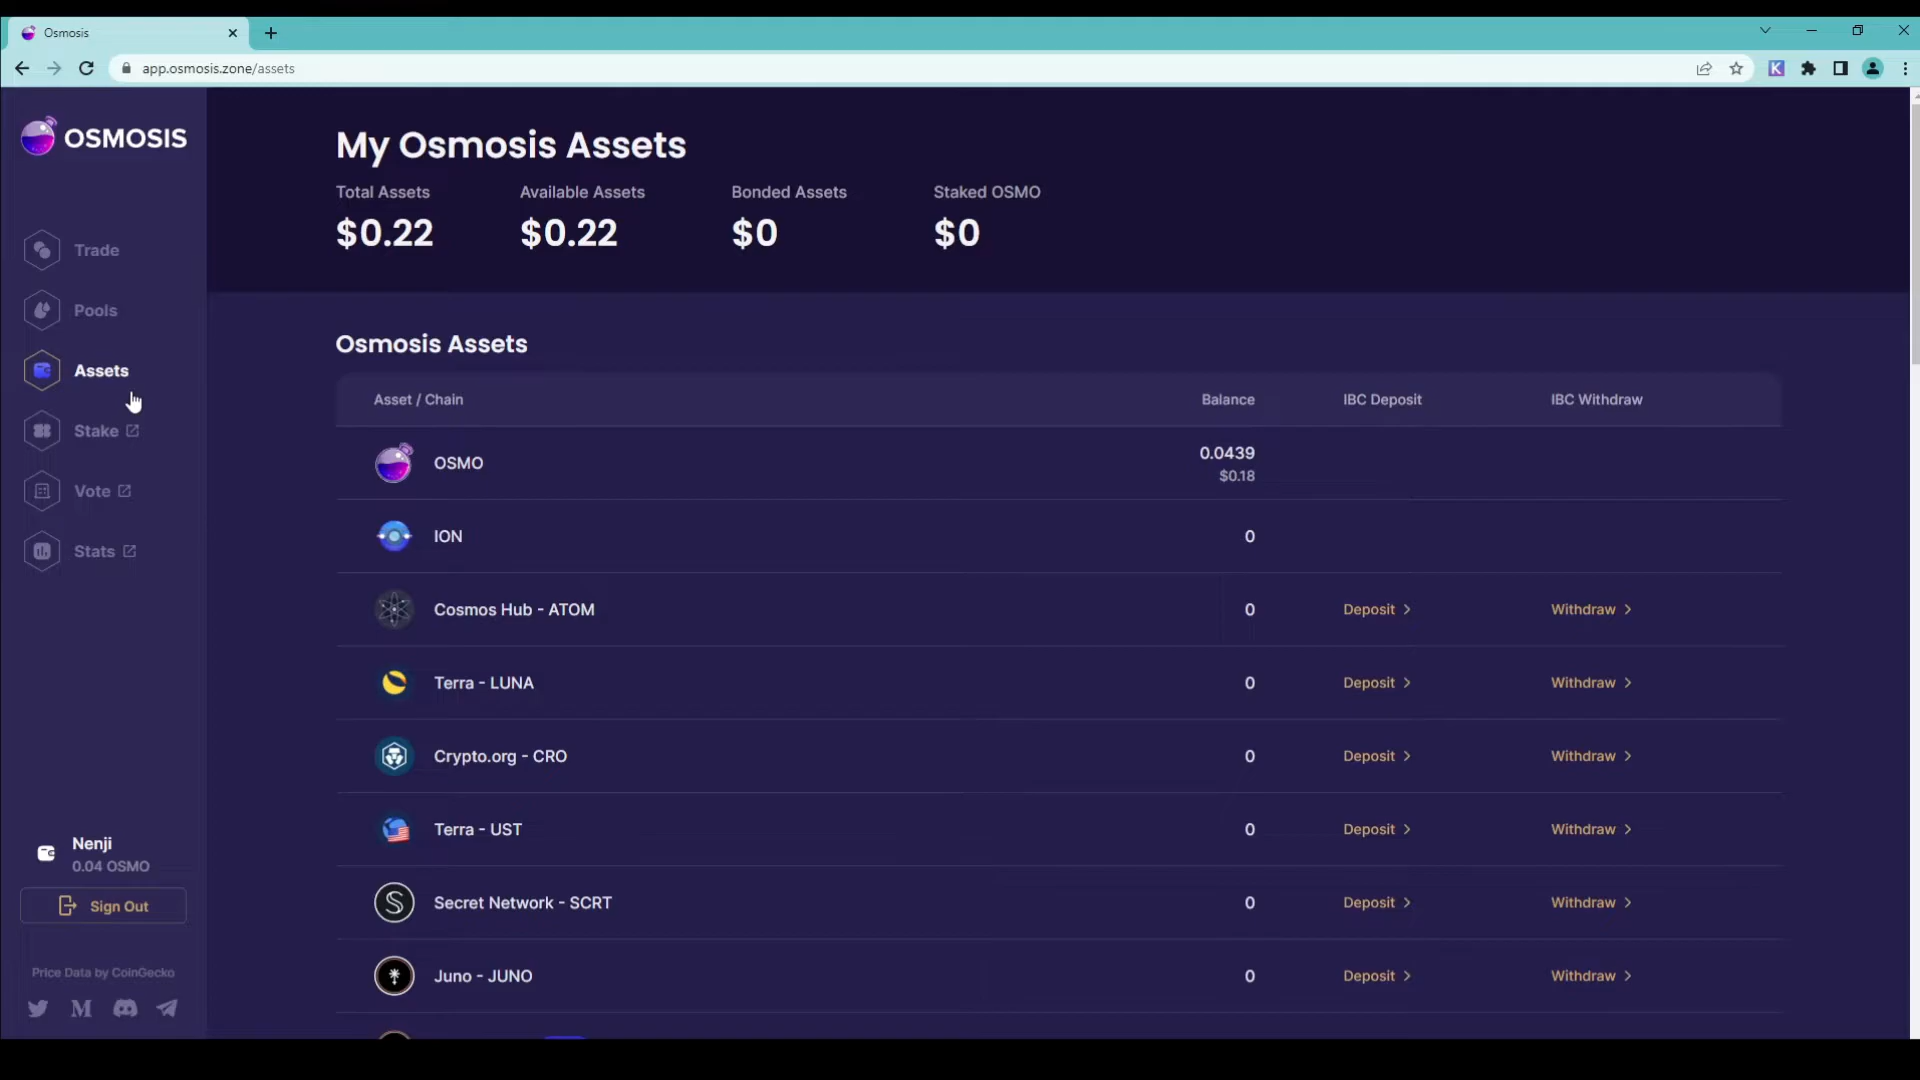 Osmosis
app.osmosis.zone/assets
OSMOSIS
Trade
Pools
Assets
Stake
Vote
Stats
Nenji
0.04 OSMO
Sign Out
Price Data by CoinGecko
My Osmosis Assets
Total Assets Available Assets Bonded Assets Staked OSMO
$0.22 $0.22 $0 $0
Osmosis Assets
Asset / Chain Balance IBC Deposit IBC Withdraw
OSMO 0.0439
$0.18
ION 0
Cosmos Hub - ATOM 0 Deposit > Withdraw >
Terra - LUNA 0 Deposit > Withdraw >
Crypto.org - CRO 0 Deposit > Withdraw >
Terra - UST 0 Deposit > Withdraw >
Secret Network - SCRT 0 Deposit > Withdraw >
Juno - JUNO 0 Deposit > Withdraw >